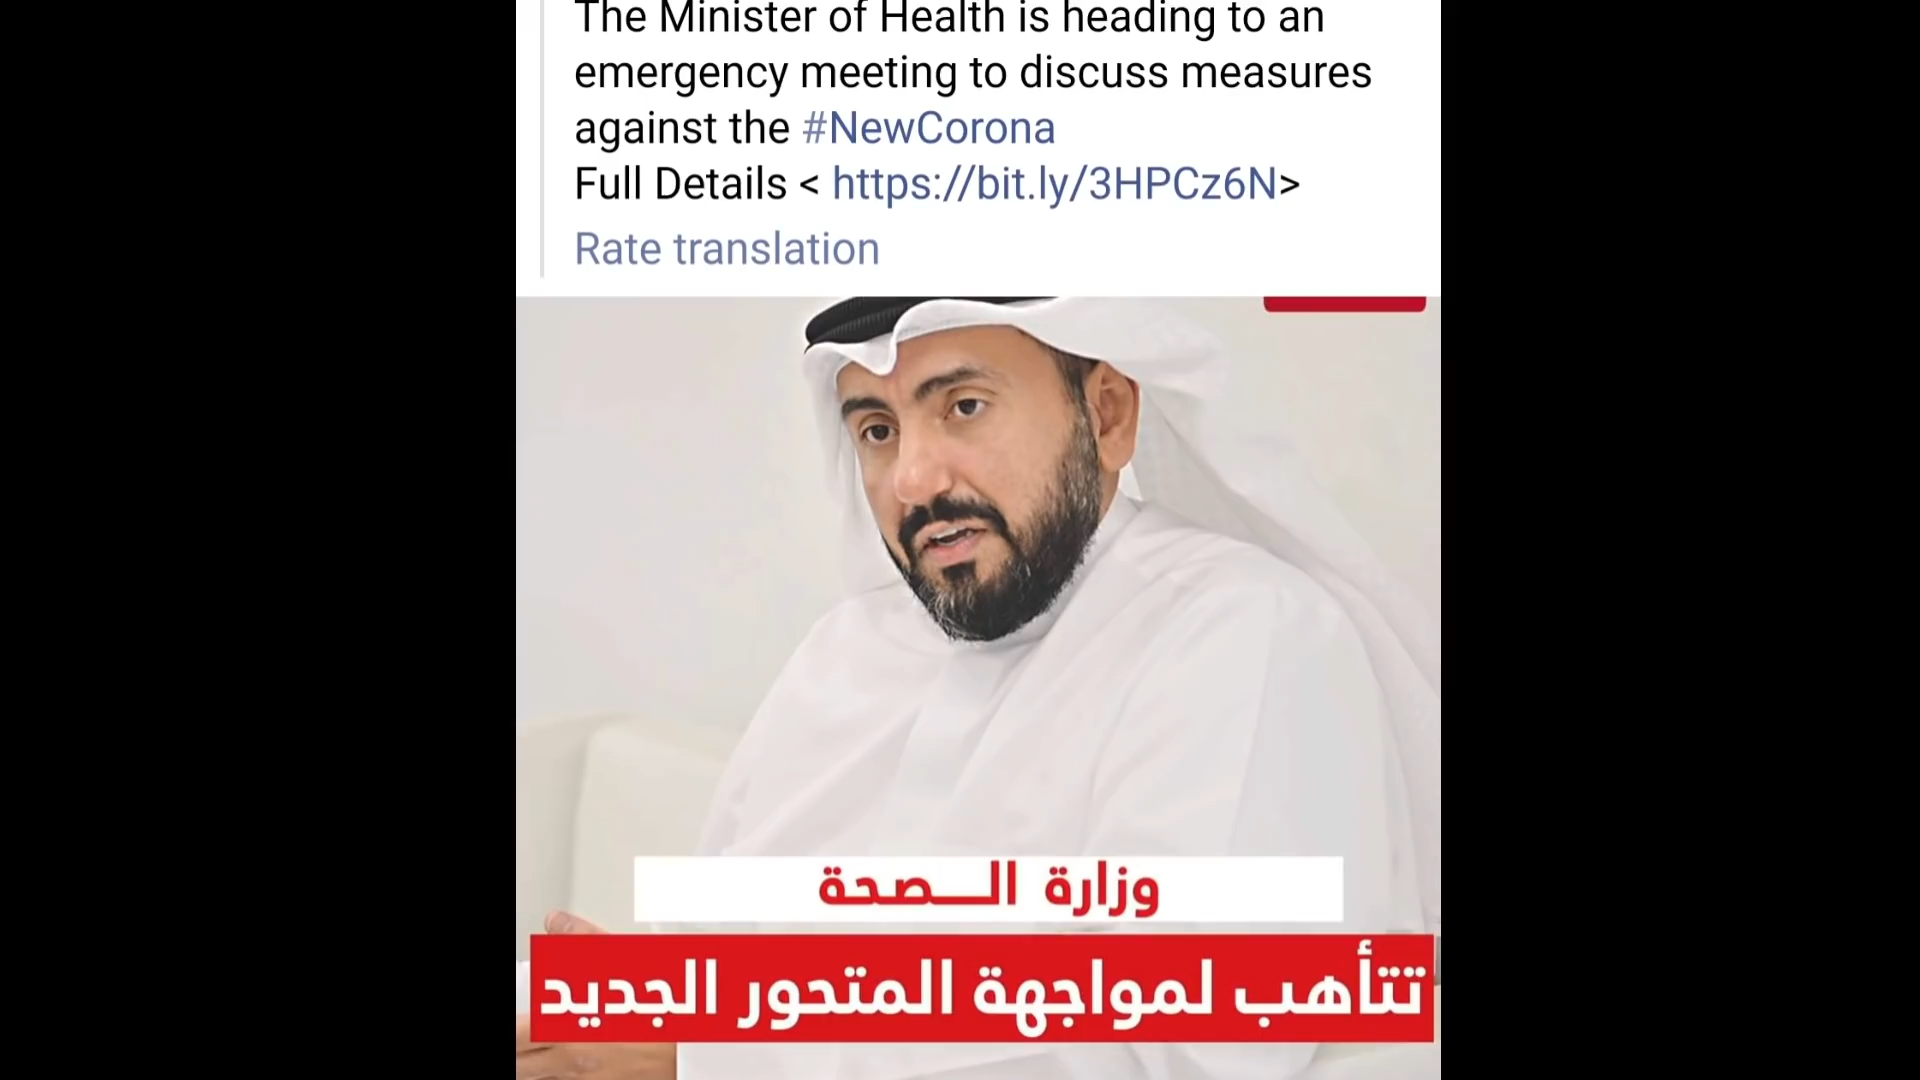 The Minister of Health is heading to an
emergency meeting to discuss measures
against the #NewCorona
Full Details < https://bit.ly/3HPCz6N>
Rate translation
وزارة الـــصحة
تتأهب لمواجهة المتحور الجديد